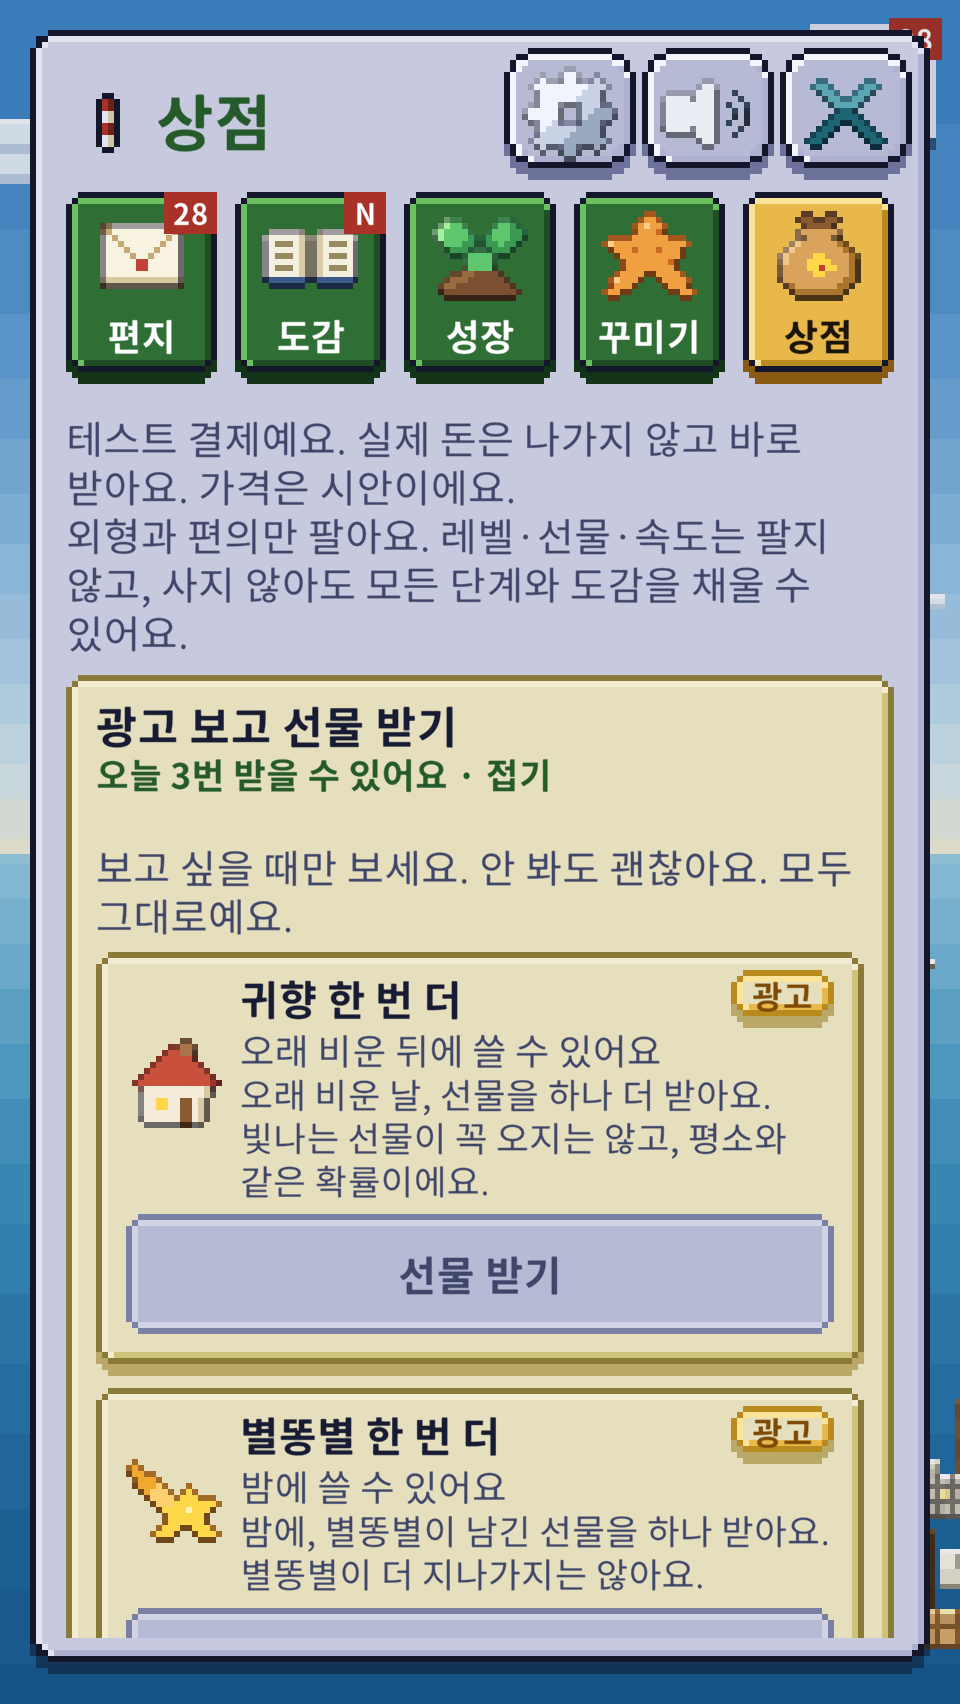 상점
28
편지
N
도감
성장
꾸미기
상점
테스트 결제예요. 실제 돈은 나가지 않고 바로
받아요. 가격은 시안이에요.
외형과 편의만 팔아요. 레벨·선물·속도는 팔지
않고, 사지 않아도 모든 단계와 도감을 채울 수
있어요.
광고 보고 선물 받기
오늘 3번 받을 수 있어요 · 접기
보고 싶을 때만 보세요. 안 봐도 괜찮아요. 모두
그대로예요.
귀향 한 번 더
광고
오래 비운 뒤에 쓸 수 있어요
오래 비운 날, 선물을 하나 더 받아요.
빛나는 선물이 꼭 오지는 않고, 평소와
같은 확률이에요.
선물 받기
별똥별 한 번 더
광고
밤에 쓸 수 있어요
밤에, 별똥별이 남긴 선물을 하나 받아요.
별똥별이 더 지나가지는 않아요.